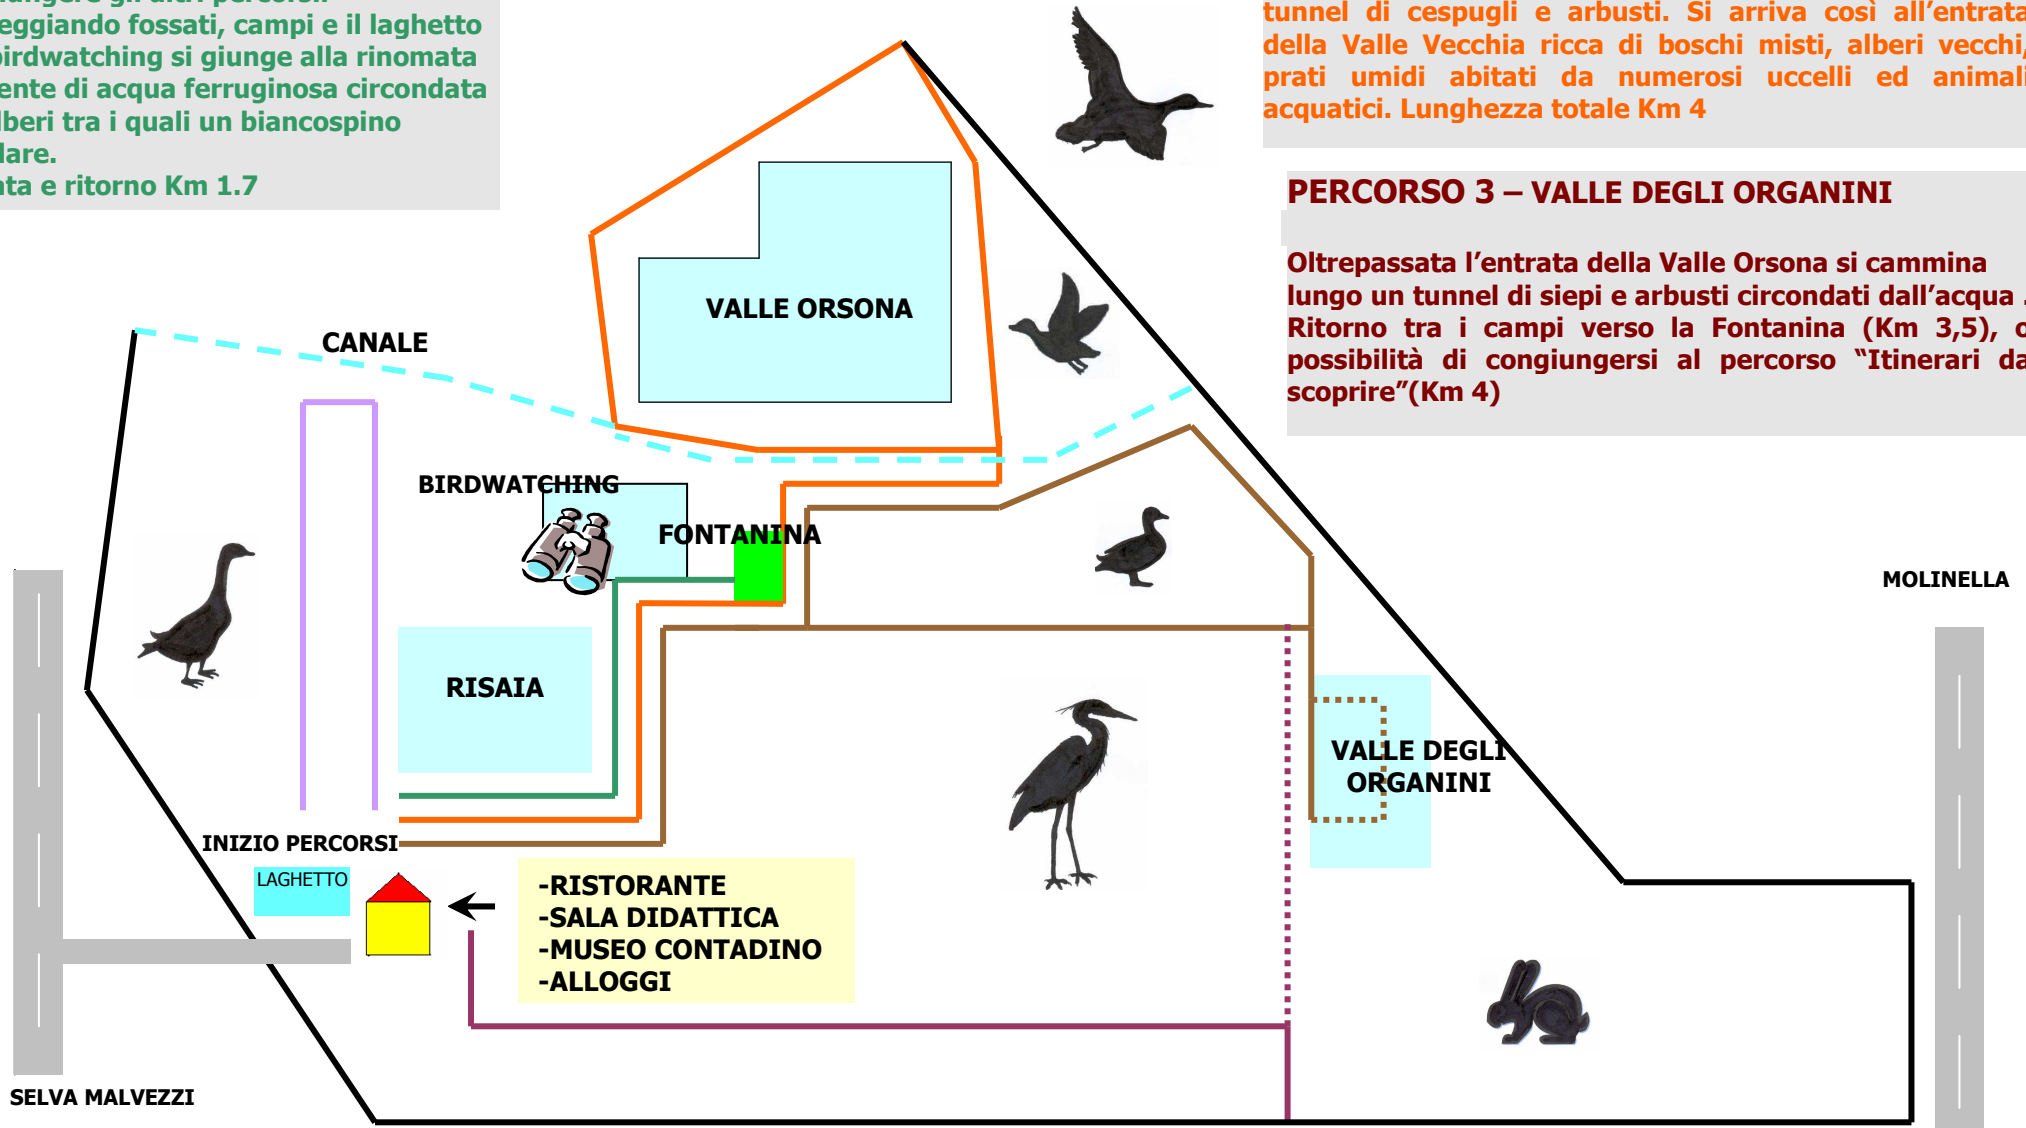 eggiando fossati, campi e il laghetto
birdwatching si giunge alla rinomata
ente di acqua ferruginosa circondata
lberi tra i quali un biancospino
lare.
ata e ritorno Km 1.7
tunnel di cespugli e arbusti. Si arriva così all'entrata
della Valle Vecchia ricca di boschi misti, alberi vecchi,
prati umidi abitati da numerosi uccelli ed animali
acquatici. Lunghezza totale Km 4
PERCORSO 3 – VALLE DEGLI ORGANINI
Oltrepassata l'entrata della Valle Orsona si cammina
lungo un tunnel di siepi e arbusti circondati dall'acqua .
Ritorno tra i campi verso la Fontanina (Km 3,5), o
possibilità di congiungersi al percorso "Itinerari da
scoprire"(Km 4)
VALLE ORSONA
CANALE
BIRDWATCHING
FONTANINA
MOLINELLA
RISAIA
VALLE DEGLI
ORGANINI
INIZIO PERCORSI
LAGHETTO
-RISTORANTE
-SALA DIDATTICA
-MUSEO CONTADINO
-ALLOGGI
SELVA MALVEZZI